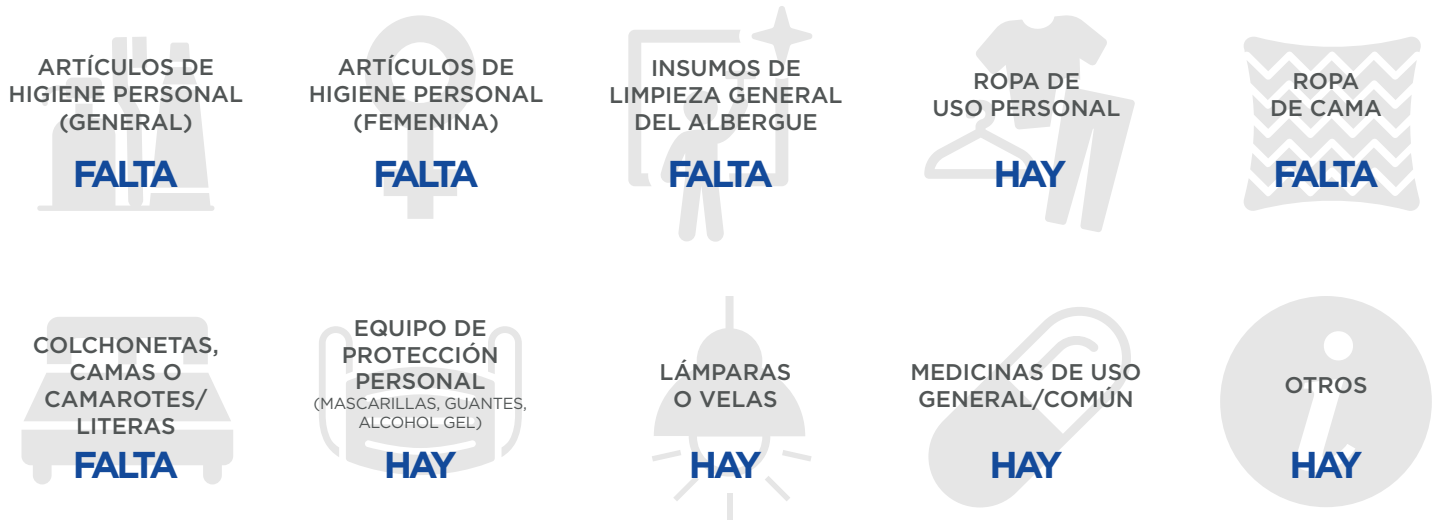 ARTÍCULOS DE
HIGIENE PERSONAL
(GENERAL)
FALTA
ARTÍCULOS DE
HIGIENE PERSONAL
(FEMENINA)
FALTA
INSUMOS DE
LIMPIEZA GENERAL
DEL ALBERGUE
FALTA
ROPA DE
USO PERSONAL
HAY
ROPA
DE CAMA
FALTA
COLCHONETAS,
CAMAS O
CAMAROTES/
LITERAS
FALTA
EQUIPO DE
PROTECCIÓN
PERSONAL
(MASCARILLAS, GUANTES,
ALCOHOL GEL)
HAY
LÁMPARAS
O VELAS
HAY
MEDICINAS DE USO
GENERAL/COMÚN
HAY
OTROS
HAY